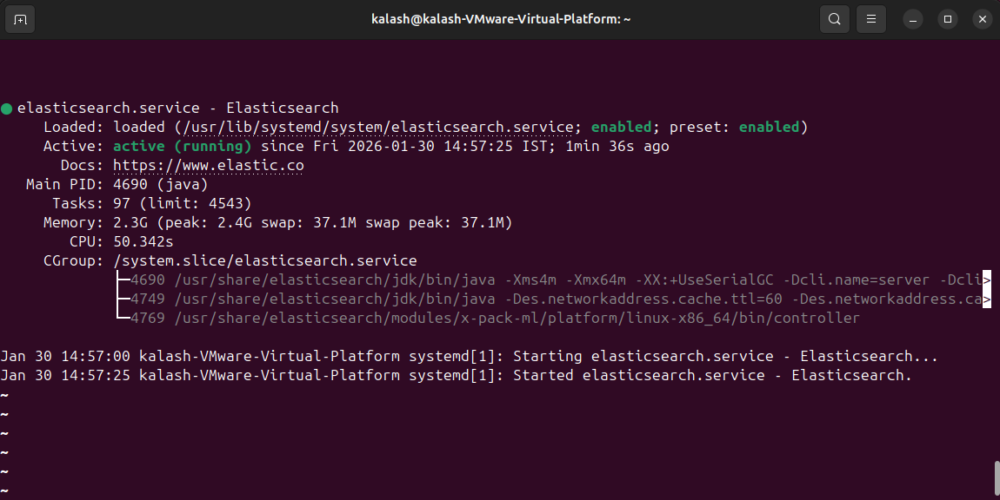 kalash@kalash-VMware-Virtual-Platform: ~
elasticsearch.service - Elasticsearch
Loaded: loaded (/usr/lib/systemd/system/elasticsearch.service; enabled; preset: enabled)
Active: active (running) since Fri 2026-01-30 14:57:25 IST; 1min 36s ago
Docs: https://www.elastic.co
Main PID: 4690 (java)
Tasks: 97 (limit: 4543)
Memory: 2.3G (peak: 2.4G swap: 37.1M swap peak: 37.1M)
CPU: 50.342s
CGroup: /system.slice/elasticsearch.service
├─4690 /usr/share/elasticsearch/jdk/bin/java -Xms4m -Xmx64m -XX:+UseSerialGC -Dcli.name=server -Dcli>
├─4749 /usr/share/elasticsearch/jdk/bin/java -Des.networkaddress.cache.ttl=60 -Des.networkaddress.ca>
└─4769 /usr/share/elasticsearch/modules/x-pack-ml/platform/linux-x86_64/bin/controller
Jan 30 14:57:00 kalash-VMware-Virtual-Platform systemd[1]: Starting elasticsearch.service - Elasticsearch...
Jan 30 14:57:25 kalash-VMware-Virtual-Platform systemd[1]: Started elasticsearch.service - Elasticsearch.
~
~
~
~
~
~